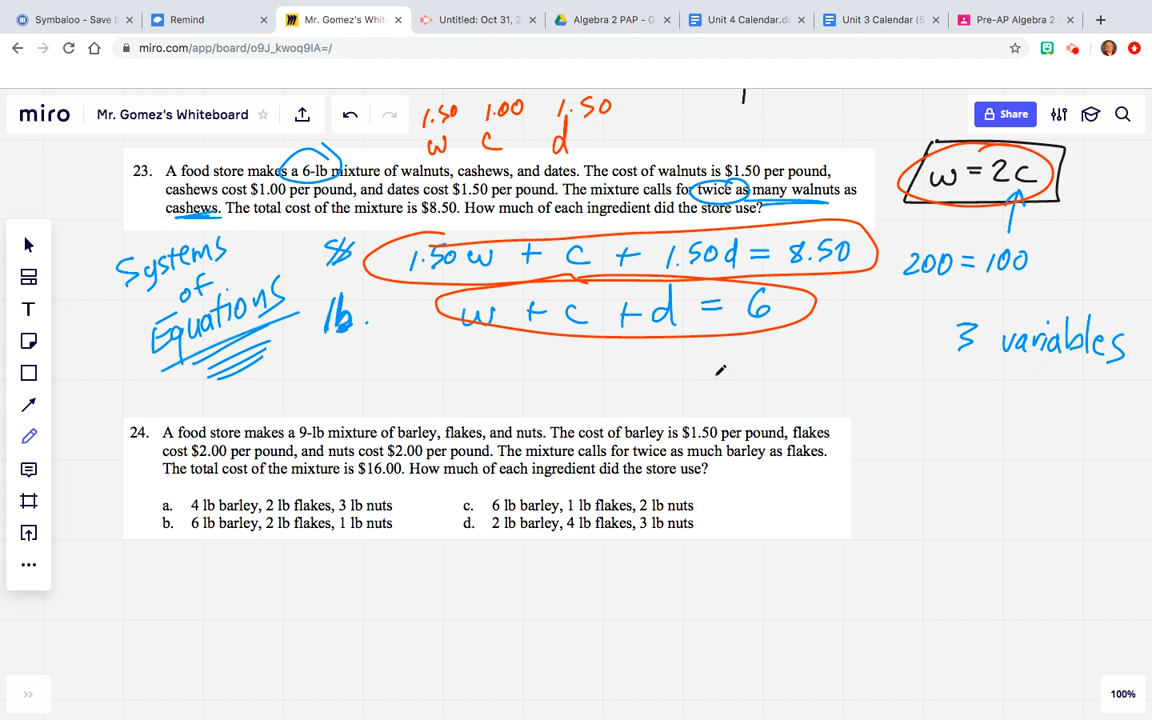 Symbaloo - Save b
Remind
Mr. Gomez's Whit
Untitled: Oct 31, 2
Algebra 2 PAP - G
Unit 4 Calendar.dc
Unit 3 Calendar (S
Pre-AP Algebra 2
miro.com/app/board/o9J_kwoq9IA=/
miro
Mr. Gomez's Whiteboard
Share
1.50 1.00 1.50
w c d
23. A food store makes a 6-lb mixture of walnuts, cashews, and dates. The cost of walnuts is $1.50 per pound,
cashews cost $1.00 per pound, and dates cost $1.50 per pound. The mixture calls for twice as many walnuts as
cashews. The total cost of the mixture is $8.50. How much of each ingredient did the store use?
w = 2c
200 = 100
3 variables
Systems
of
Equations
$ 1.50w + c + 1.50d = 8.50
lb. w + c + d = 6
24. A food store makes a 9-lb mixture of barley, flakes, and nuts. The cost of barley is $1.50 per pound, flakes
cost $2.00 per pound, and nuts cost $2.00 per pound. The mixture calls for twice as much barley as flakes.
The total cost of the mixture is $16.00. How much of each ingredient did the store use?
a. 4 lb barley, 2 lb flakes, 3 lb nuts
b. 6 lb barley, 2 lb flakes, 1 lb nuts
c. 6 lb barley, 1 lb flakes, 2 lb nuts
d. 2 lb barley, 4 lb flakes, 3 lb nuts
100%